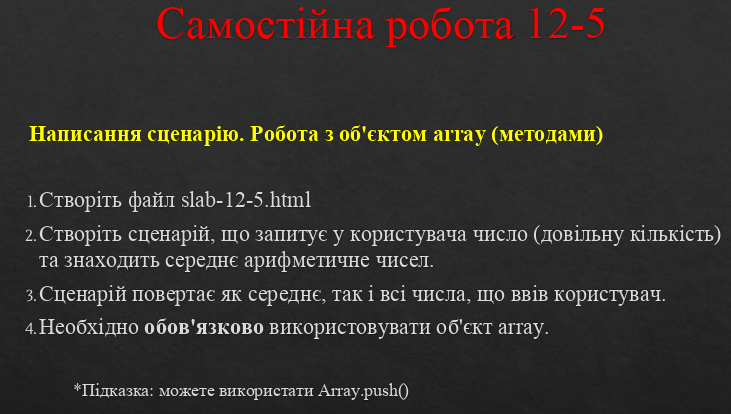 Самостійна робота 12-5
Написання сценарію. Робота з об'єктом array (методами)
1.Створіть файл slab-12-5.html
2.Створіть сценарій, що запитує у користувача число (довільну кількість)
та знаходить середнє арифметичне чисел.
3.Сценарій повертає як середнє, так і всі числа, що ввів користувач.
4.Необхідно обов'язково використовувати об'єкт array.
*Підказка: можете використати Array.push()